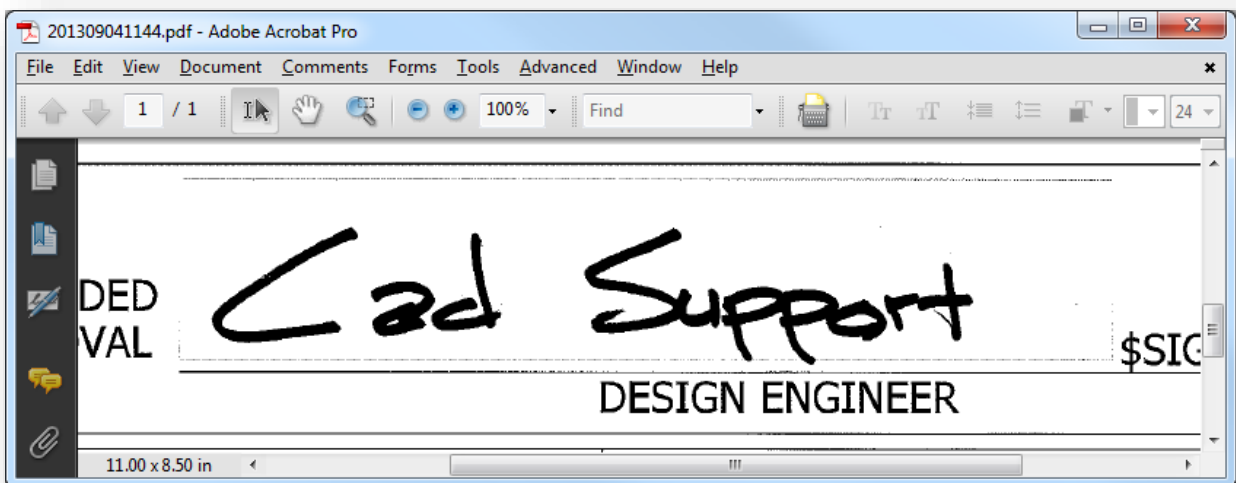 201309041144.pdf - Adobe Acrobat Pro
File Edit View Document Comments Forms Tools Advanced Window Help
1 / 1 100% Find 24
DED
VAL
Cad Support
$SIG
DESIGN ENGINEER
11.00 x 8.50 in